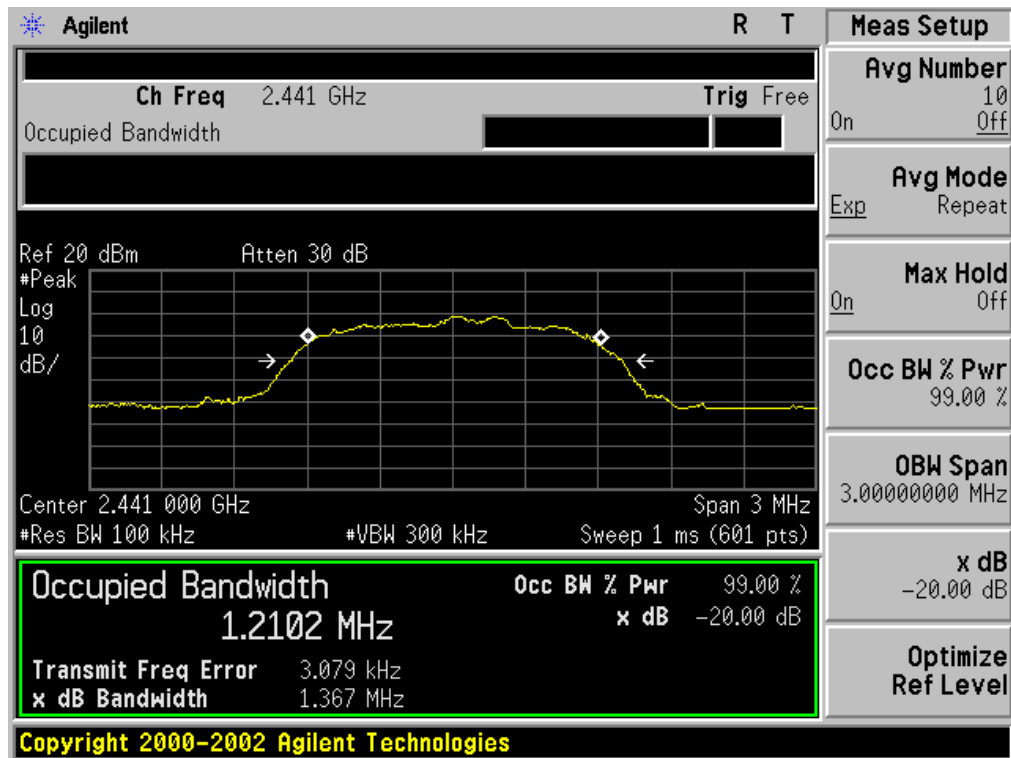 Agilent R T
Ch Freq 2.441 GHz Trig Free
Occupied Bandwidth
Ref 20 dBm Atten 30 dB
#Peak
Log
10
dB/
Center 2.441 000 GHz Span 3 MHz
#Res BW 100 kHz #VBW 300 kHz Sweep 1 ms (601 pts)
Occupied Bandwidth
1.2102 MHz
Occ BW % Pwr 99.00 %
x dB -20.00 dB
Transmit Freq Error 3.079 kHz
x dB Bandwidth 1.367 MHz
Copyright 2000-2002 Agilent Technologies
Meas Setup
Avg Number
10
On Off
Avg Mode
Exp Repeat
Max Hold
On Off
Occ BW % Pwr
99.00 %
OBW Span
3.00000000 MHz
x dB
-20.00 dB
Optimize
Ref Level